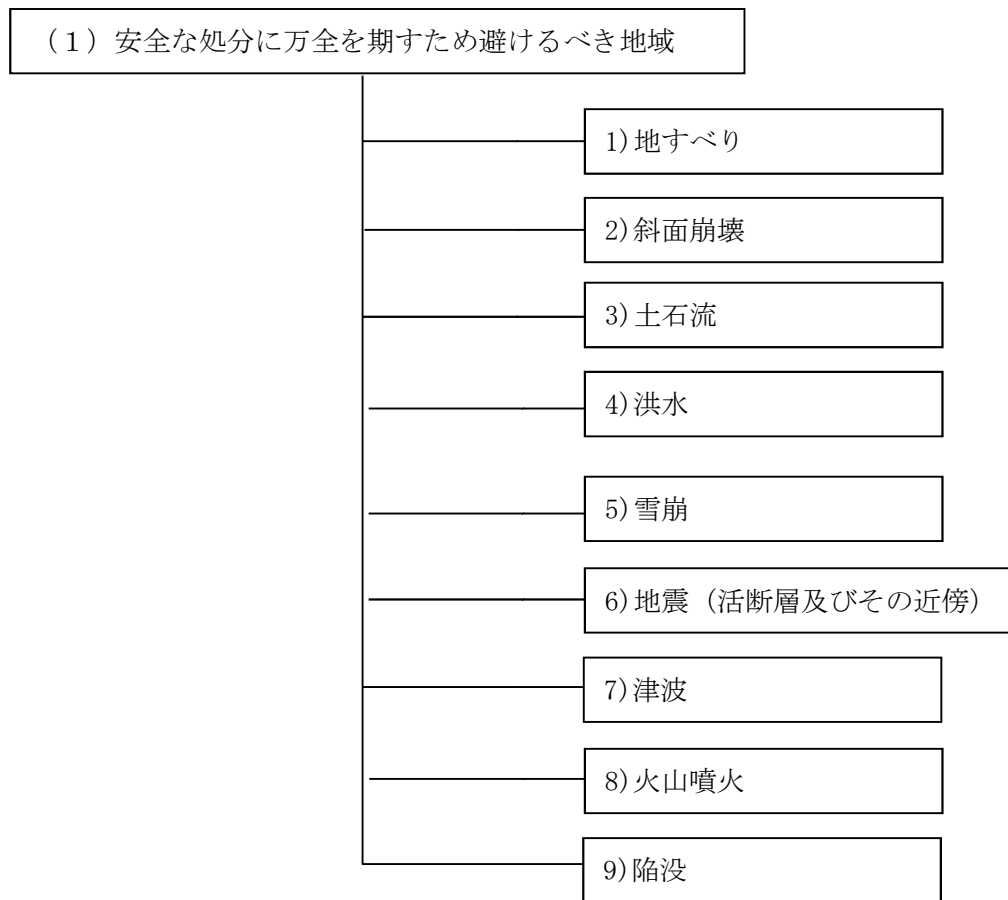 （１）安全な処分に万全を期すため避けるべき地域
1)地すべり
2)斜面崩壊
3)土石流
4)洪水
5)雪崩
6)地震（活断層及びその近傍）
7)津波
8)火山噴火
9)陥没